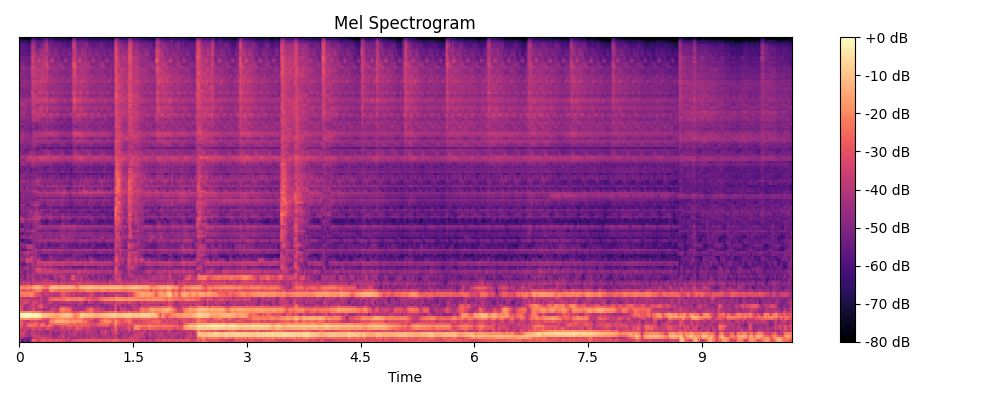 Mel Spectrogram
+0 dB
-10 dB
-20 dB
-30 dB
-40 dB
-50 dB
-60 dB
-70 dB
-80 dB
0 1.5 3 4.5 6 7.5 9
Time